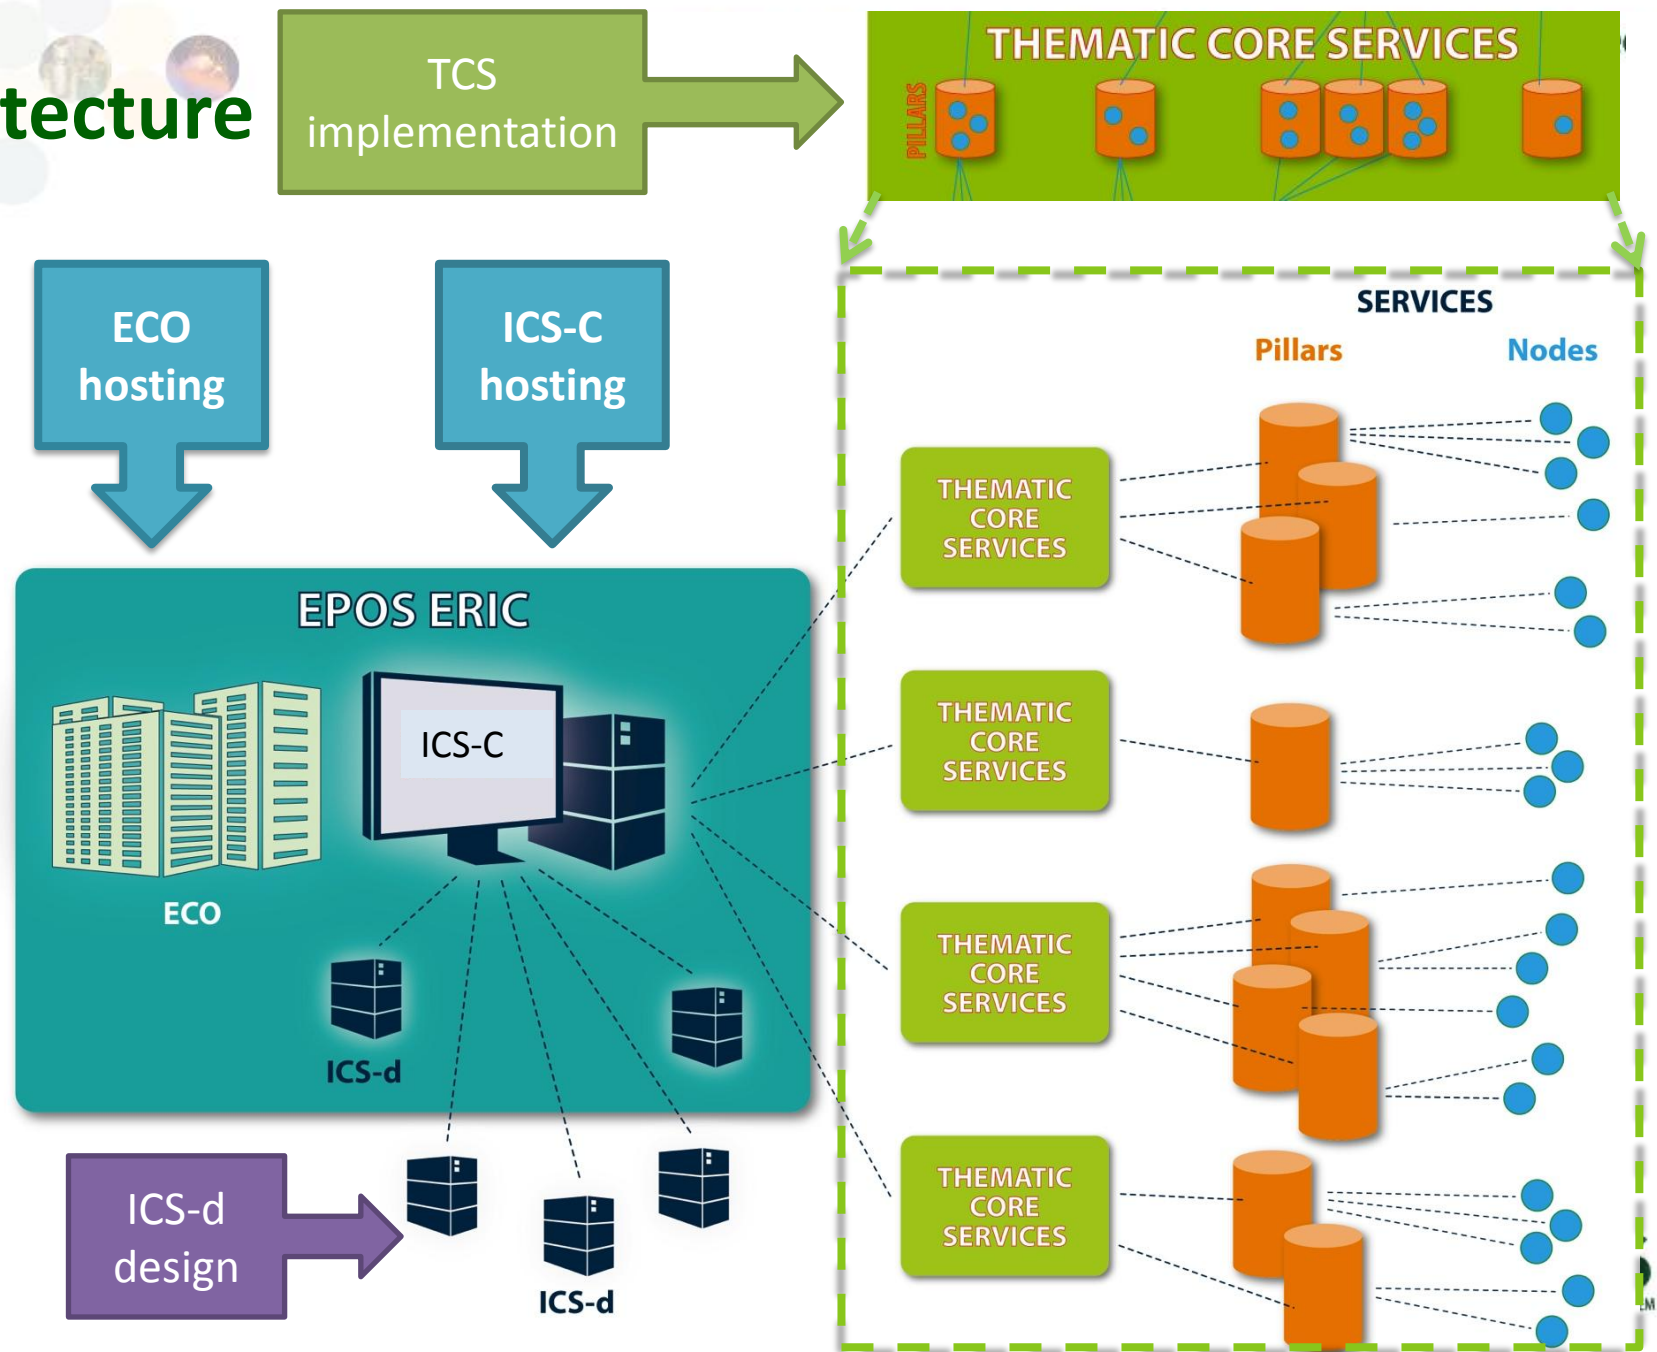 tecture
TCS
implementation
THEMATIC CORE SERVICES
PILLARS
ECO
hosting
ICS-C
hosting
SERVICES
Pillars
Nodes
THEMATIC
CORE
SERVICES
EPOS ERIC
ICS-C
ECO
ICS-d
THEMATIC
CORE
SERVICES
THEMATIC
CORE
SERVICES
THEMATIC
CORE
SERVICES
ICS-d
design
ICS-d